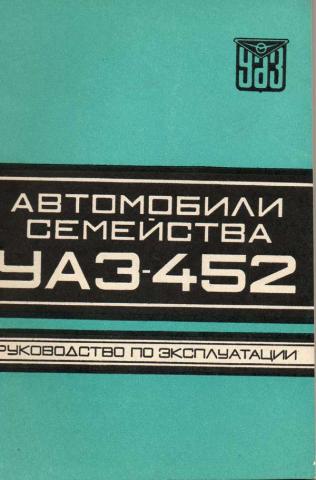 УАЗ
АВТОМОБИЛИ
СЕМЕЙСТВА
УАЗ-452
РУКОВОДСТВО ПО ЭКСПЛУАТАЦИИ